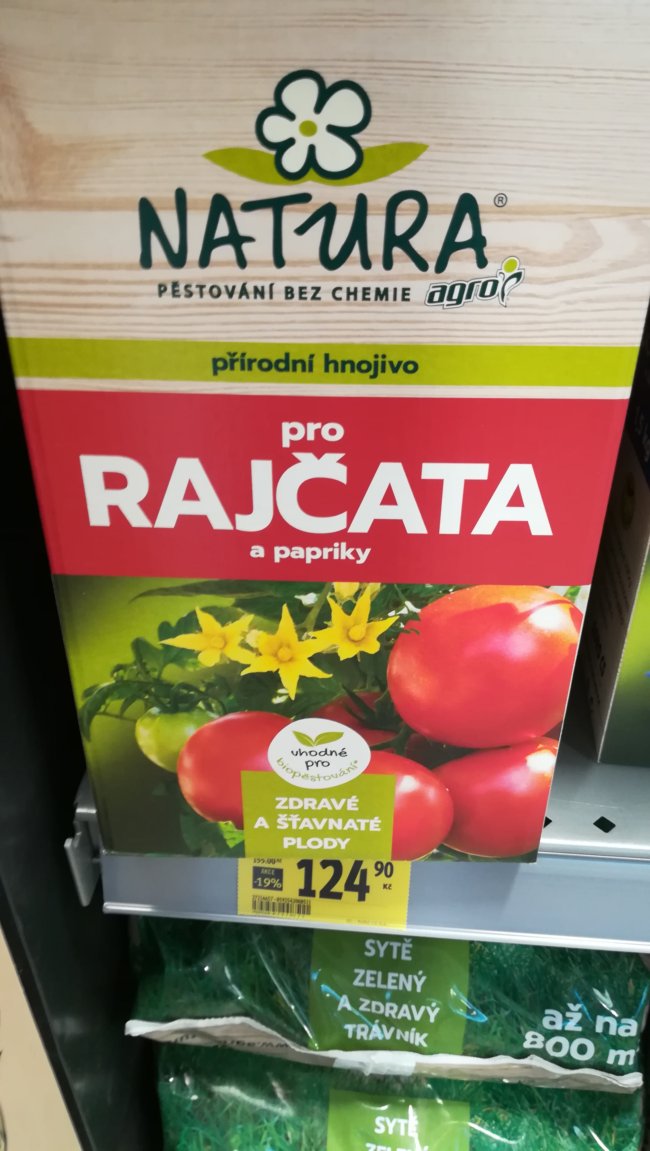 NATURA®
PĚSTOVÁNÍ BEZ CHEMIE agro
přírodní hnojivo
pro
RAJČATA
a papriky
vhodné
pro
biopěstování*
ZDRAVÉ
A ŠŤAVNATÉ
PLODY
AKCE
-19%
124 90
Kč
SYTĚ
ZELENÝ
A ZDRAVÝ
TRÁVNÍK
až na
800 m
SYTĚ
ZELENÝ